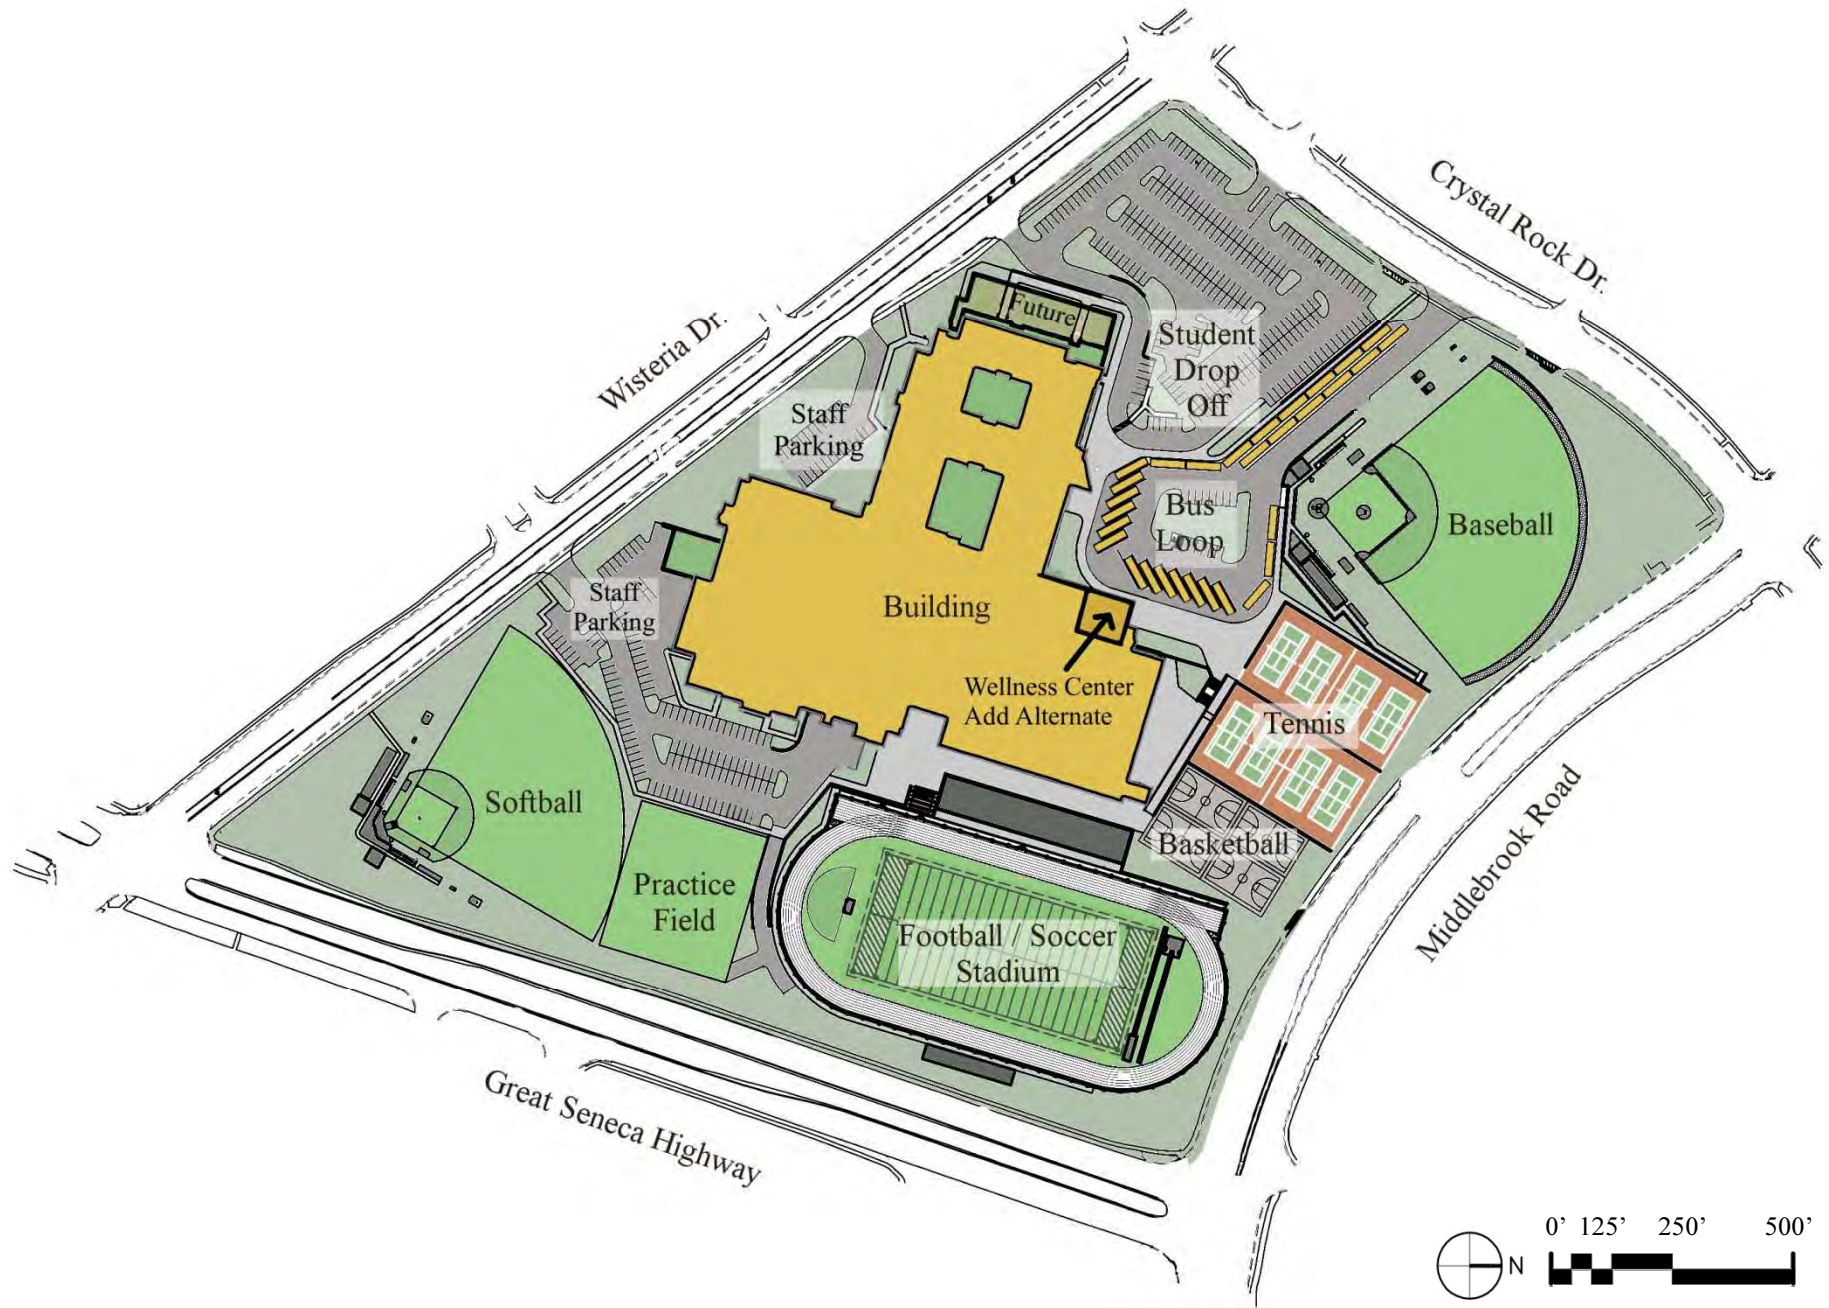 Crystal Rock Dr.
Wisteria Dr.
Future
Student
Drop
Off
Staff
Parking
Bus
Loop
Baseball
Staff
Parking
Building
Wellness Center
Add Alternate
Tennis
Softball
Basketball
Practice
Field
Football / Soccer
Stadium
Middlebrook Road
Great Seneca Highway
N
0’ 125’ 250’ 500’